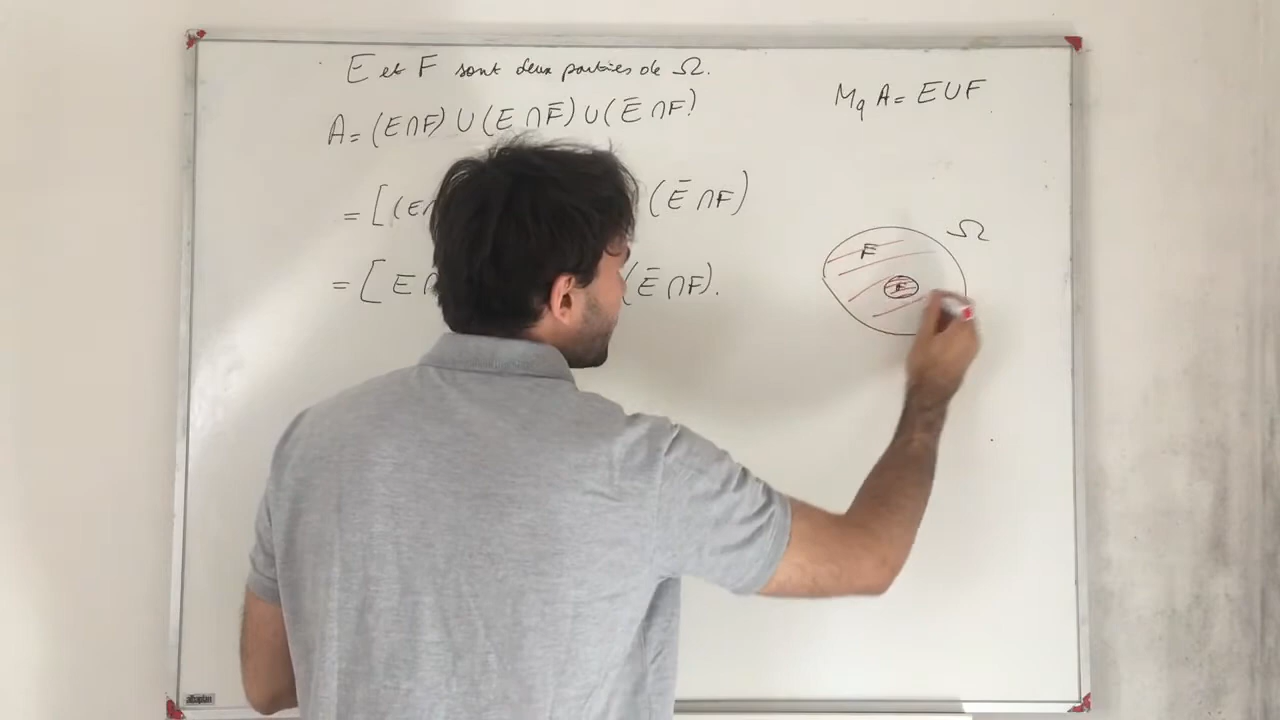 E et F sont deux parties de Ω.
A = (E∩F) ∪ (E∩F̄) ∪ (Ē∩F)
Mq A = E∪F
= [(E∩ (Ē∩F)
= [E∩ (Ē∩F).
Ω
F